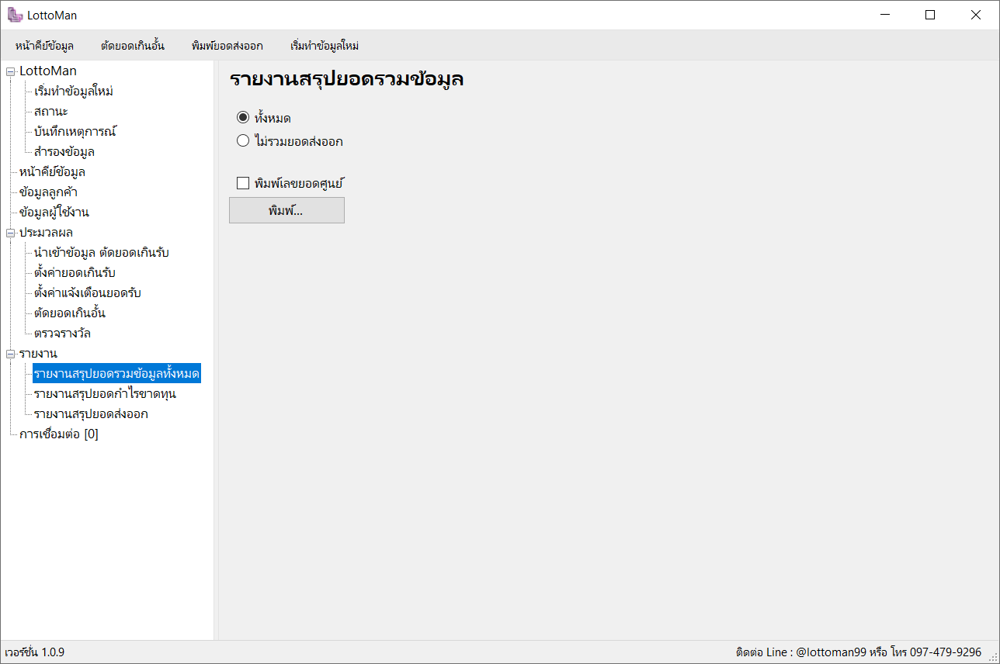 LottoMan
หน้าคีย์ข้อมูล ตัดยอดเกินอั้น พิมพ์ยอดส่งออก เริ่มทำข้อมูลใหม่
LottoMan
เริ่มทำข้อมูลใหม่
สถานะ
บันทึกเหตุการณ์
สำรองข้อมูล
หน้าคีย์ข้อมูล
ข้อมูลลูกค้า
ข้อมูลผู้ใช้งาน
ประมวลผล
นำเข้าข้อมูล ตัดยอดเกินรับ
ตั้งค่ายอดเกินรับ
ตั้งค่าแจ้งเตือนยอดรับ
ตัดยอดเกินอั้น
ตรวจรางวัล
รายงาน
รายงานสรุปยอดรวมข้อมูลทั้งหมด
รายงานสรุปยอดกำไรขาดทุน
รายงานสรุปยอดส่งออก
การเชื่อมต่อ [0]
รายงานสรุปยอดรวมข้อมูล
ทั้งหมด
ไม่รวมยอดส่งออก
พิมพ์เลขยอดศูนย์
พิมพ์...
เวอร์ชั่น 1.0.9
ติดต่อ Line : @lottoman99 หรือ โทร 097-479-9296